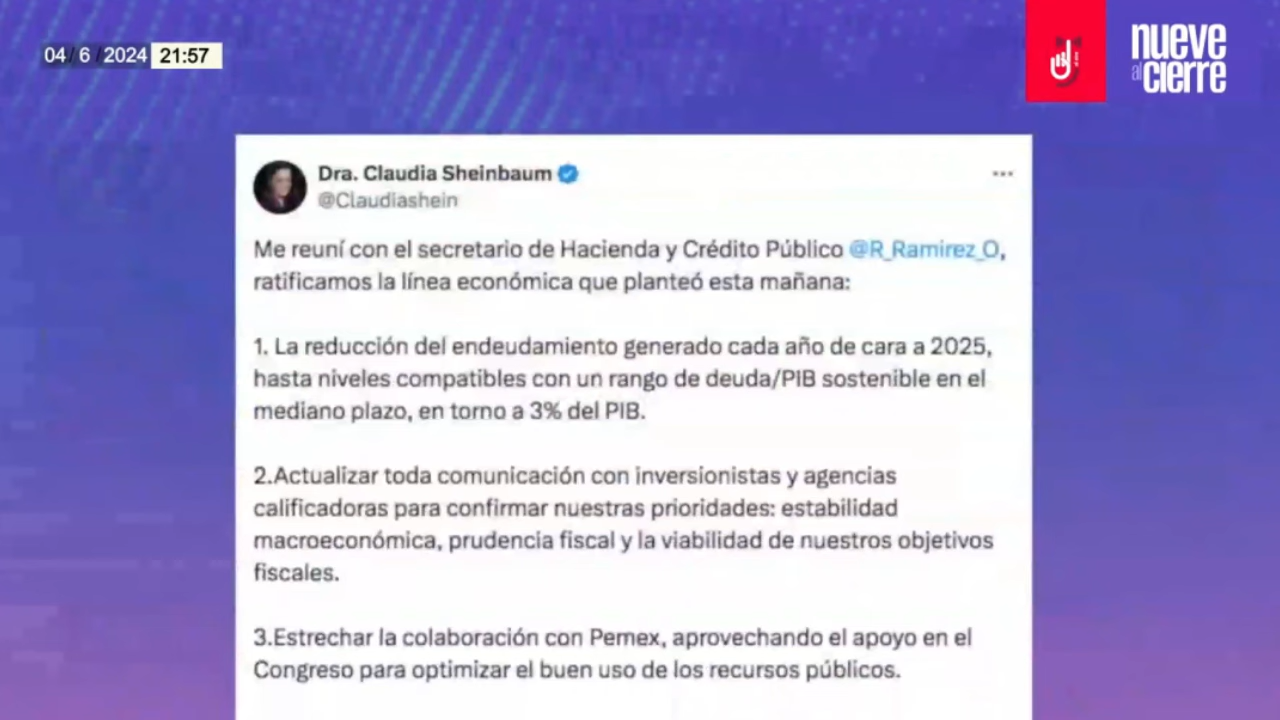 04 / 6 / 2024 21:57
nueve
al cierre
Dra. Claudia Sheinbaum
@Claudiashein
Me reuní con el secretario de Hacienda y Crédito Público @R_Ramirez_O,
ratificamos la línea económica que planteó esta mañana:
1. La reducción del endeudamiento generado cada año de cara a 2025,
hasta niveles compatibles con un rango de deuda/PIB sostenible en el
mediano plazo, en torno a 3% del PIB.
2.Actualizar toda comunicación con inversionistas y agencias
calificadoras para confirmar nuestras prioridades: estabilidad
macroeconómica, prudencia fiscal y la viabilidad de nuestros objetivos
fiscales.
3.Estrechar la colaboración con Pemex, aprovechando el apoyo en el
Congreso para optimizar el buen uso de los recursos públicos.